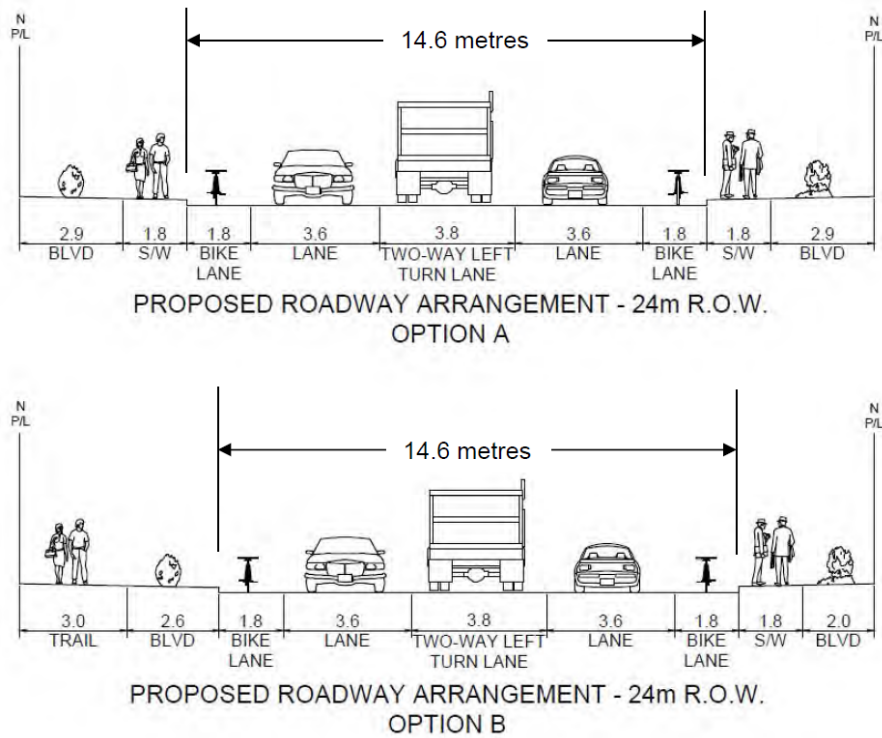 N
P/L
14.6 metres
N
P/L
2.9 1.8 1.8 3.6 3.8 3.6 1.8 1.8 2.9
BLVD S/W BIKE LANE LANE TWO-WAY LEFT TURN LANE LANE BIKE LANE S/W BLVD
PROPOSED ROADWAY ARRANGEMENT - 24m R.O.W.
OPTION A
N
P/L
14.6 metres
N
P/L
3.0 2.6 1.8 3.6 3.8 3.6 1.8 1.8 2.0
TRAIL BLVD BIKE LANE LANE TWO-WAY LEFT TURN LANE LANE BIKE LANE S/W BLVD
PROPOSED ROADWAY ARRANGEMENT - 24m R.O.W.
OPTION B